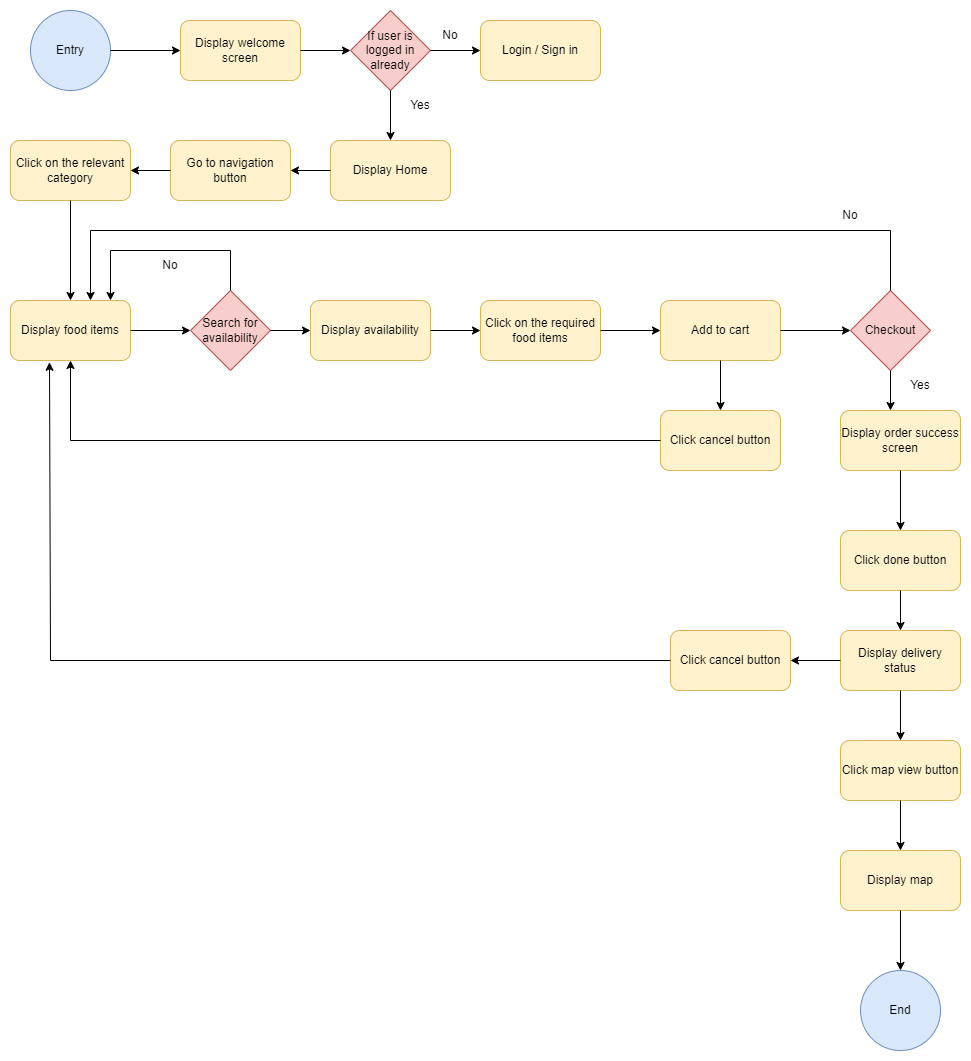 Entry
Display welcome
screen
If user is
logged in
already
No
Login / Sign in
Yes
Click on the relevant
category
Go to navigation
button
Display Home
No
No
Display food items
Search for
availability
Display availability
Click on the required
food items
Add to cart
Checkout
Yes
Click cancel button
Display order success
screen
Click done button
Click cancel button
Display delivery
status
Click map view button
Display map
End